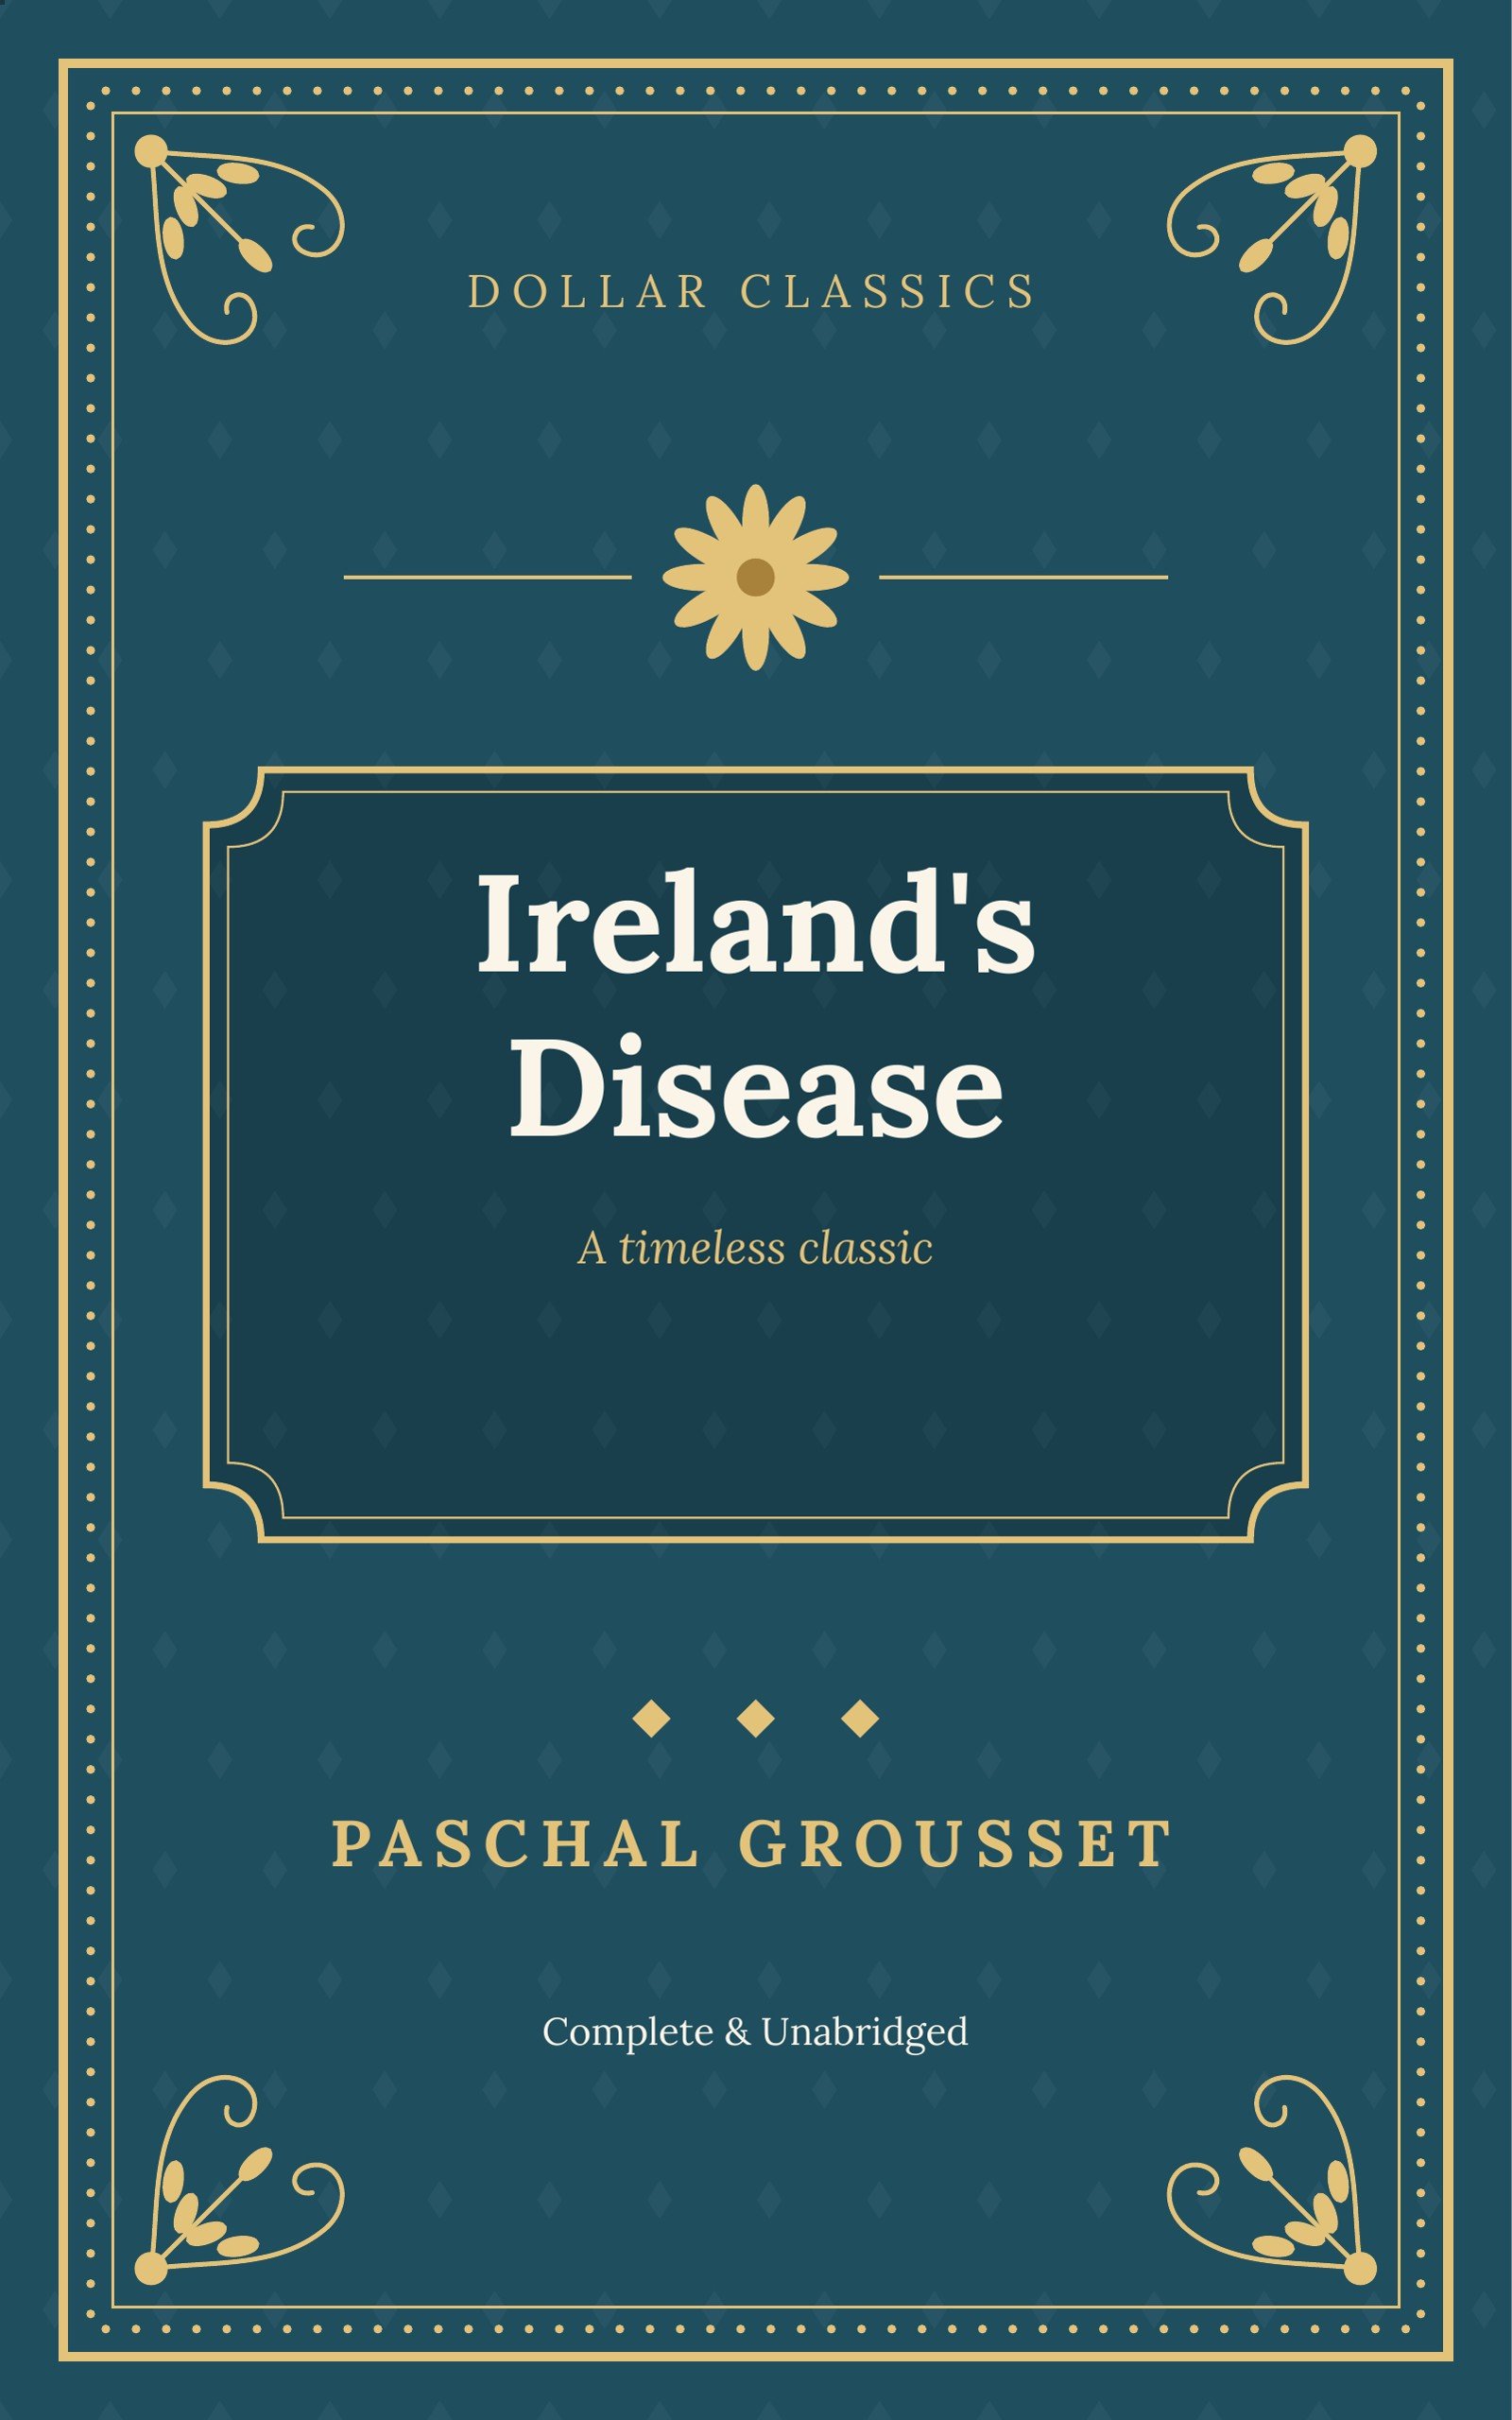 DOLLAR CLASSICS
Ireland's
Disease
A timeless classic
PASCHAL GROUSSET
Complete & Unabridged